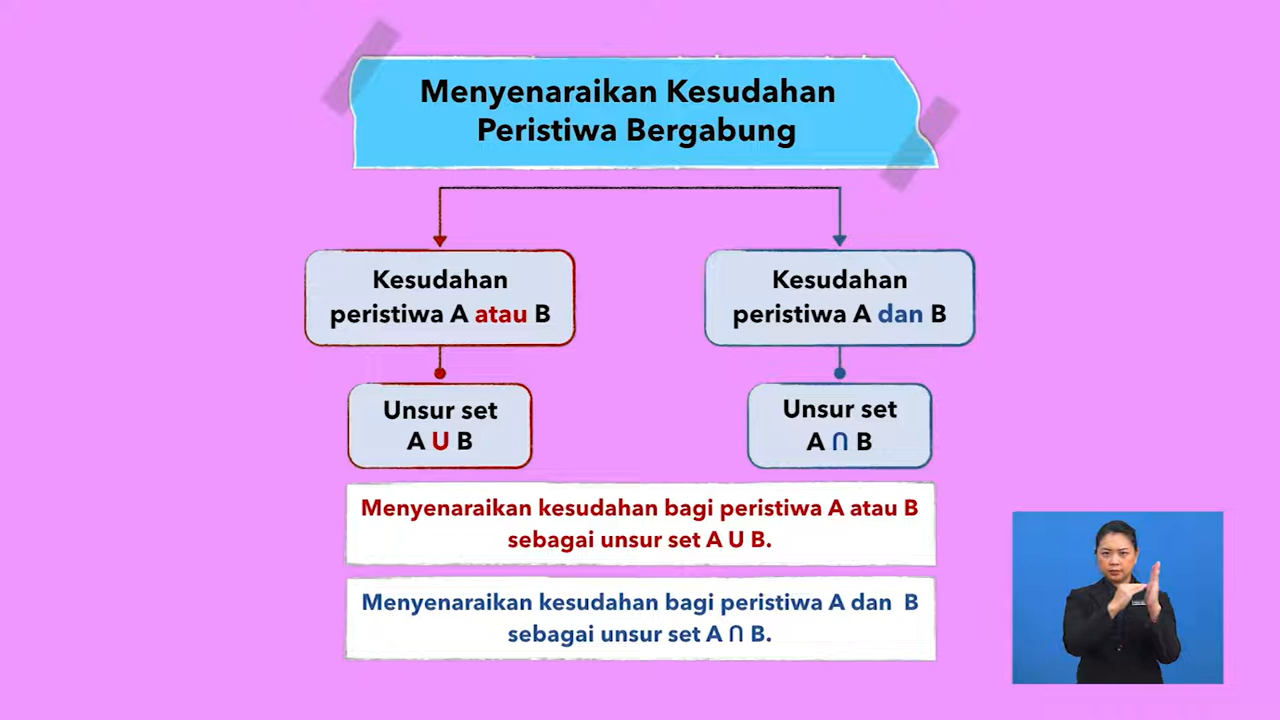 Menyenaraikan Kesudahan
Peristiwa Bergabung
Kesudahan
peristiwa A atau B
Kesudahan
peristiwa A dan B
Unsur set
A U B
Unsur set
A ∩ B
Menyenaraikan kesudahan bagi peristiwa A atau B
sebagai unsur set A U B.
Menyenaraikan kesudahan bagi peristiwa A dan B
sebagai unsur set A ∩ B.